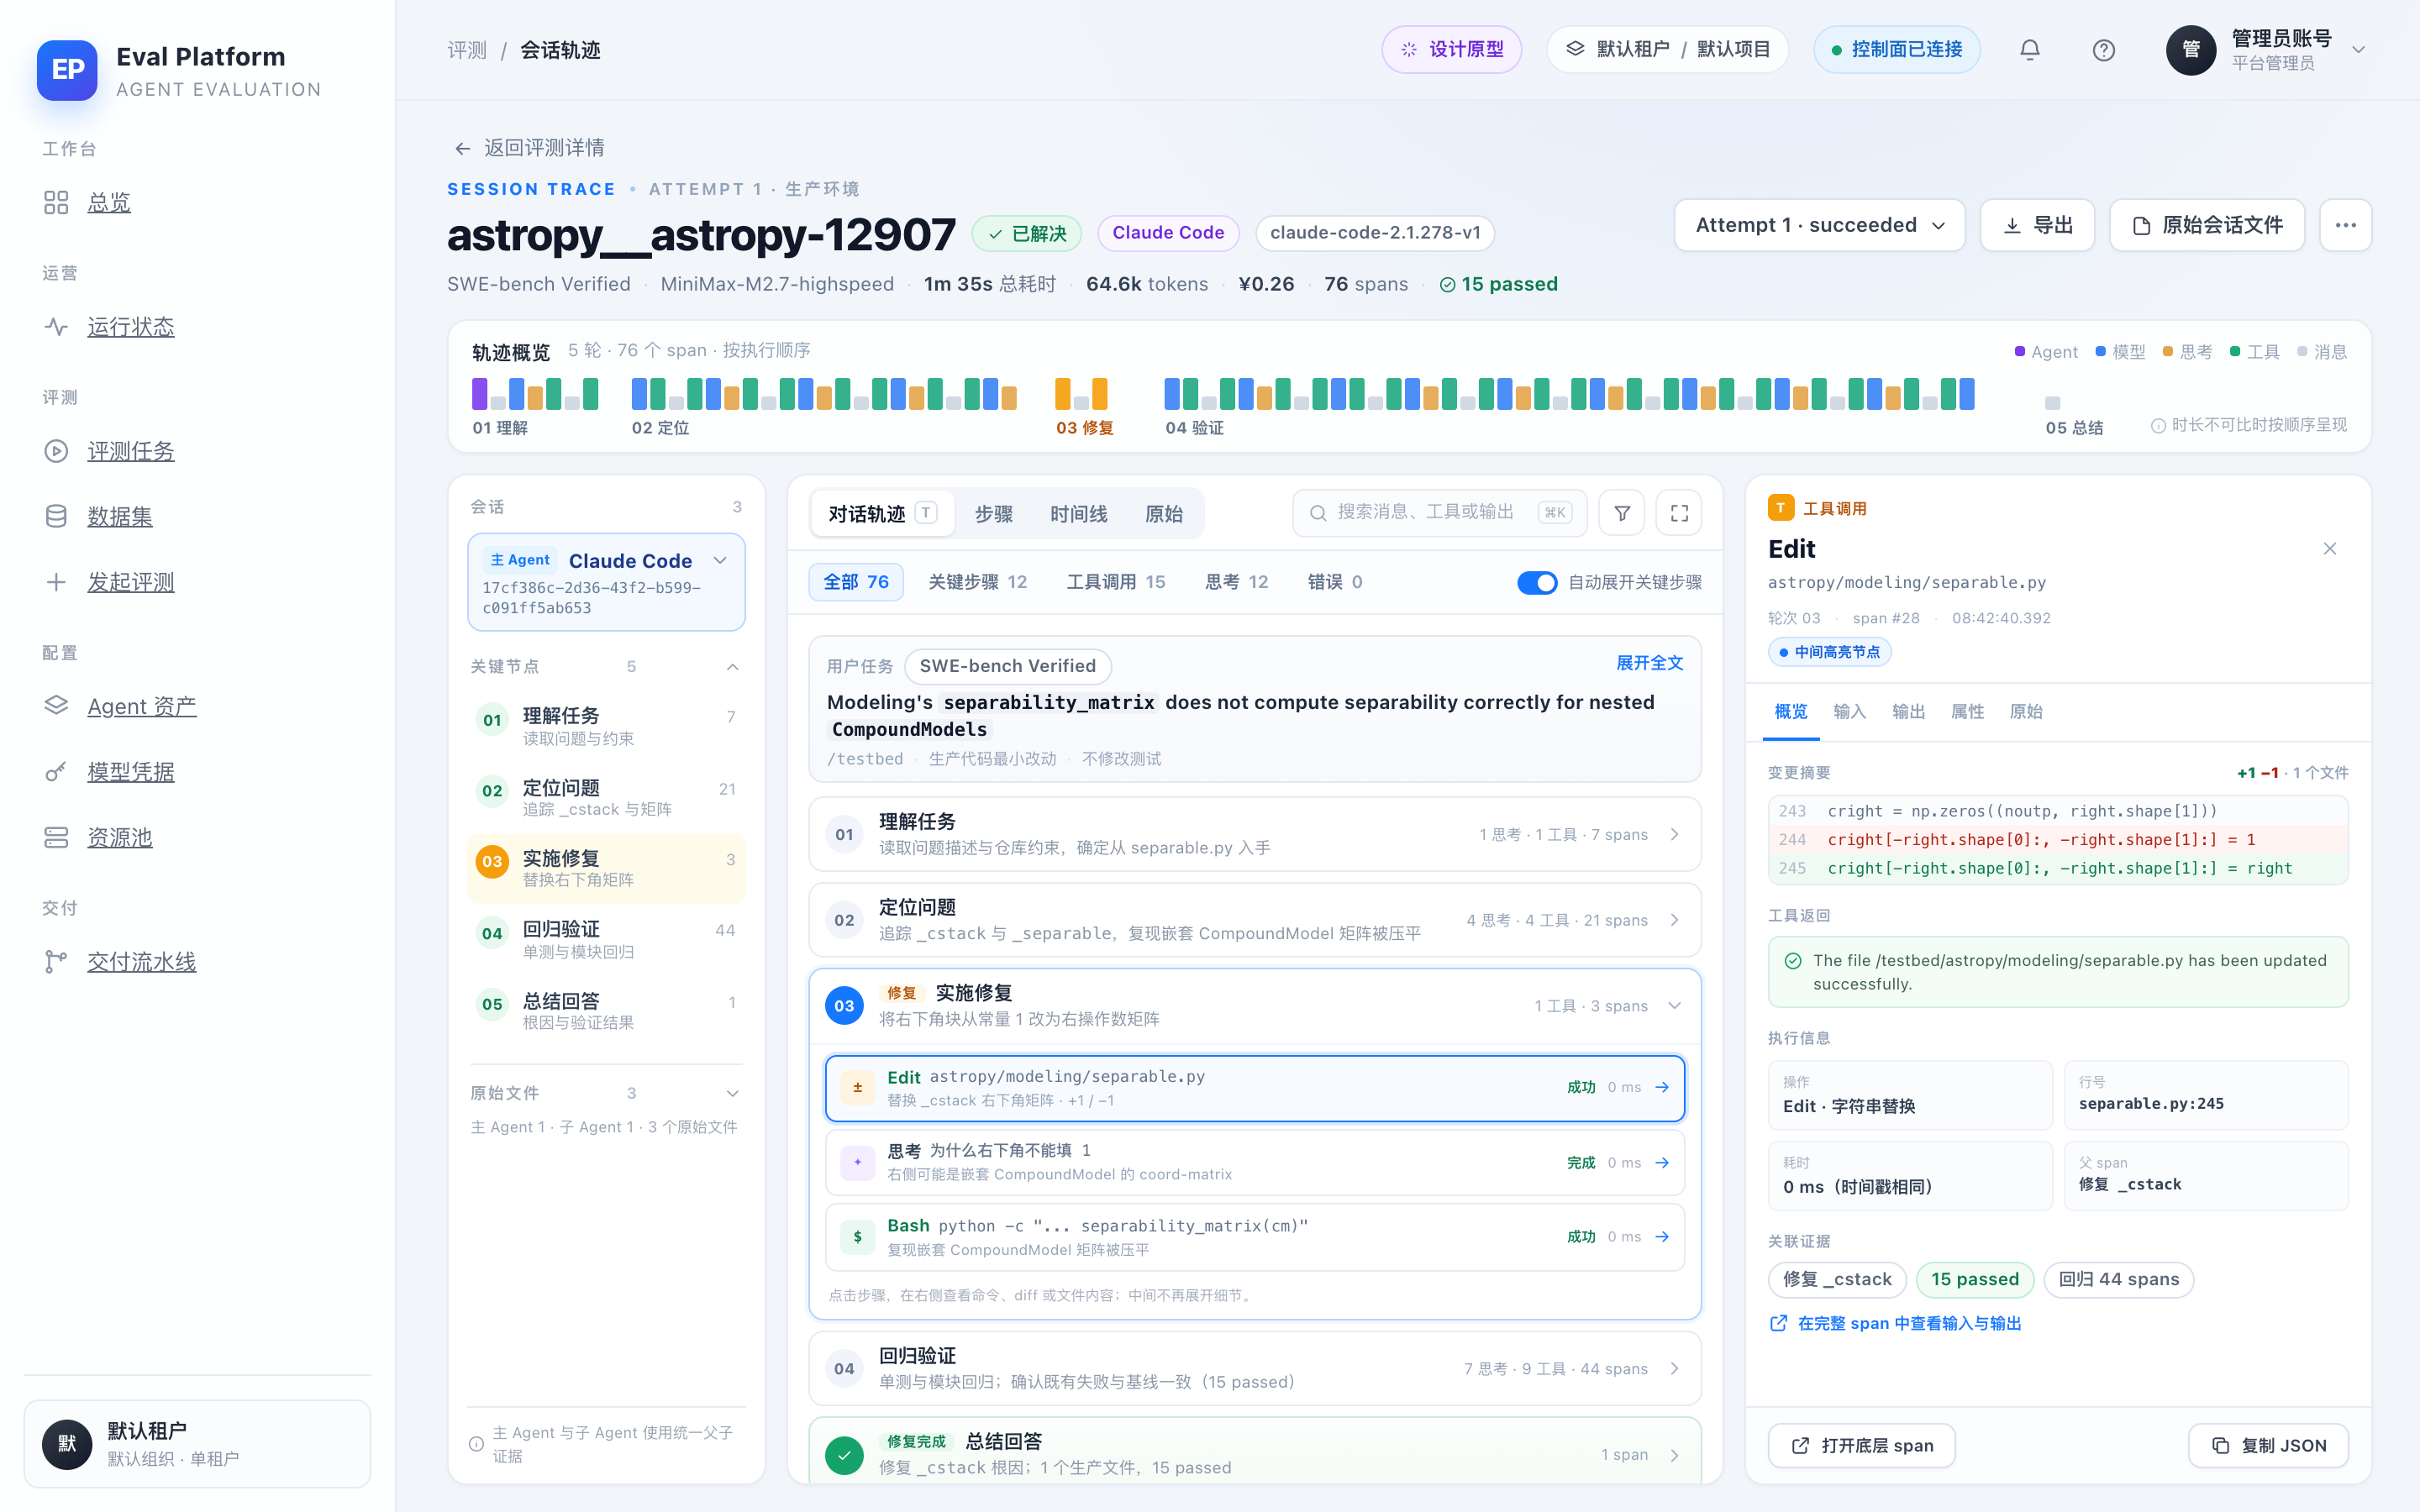 EP
Eval Platform
AGENT EVALUATION
工作台
总览
运营
运行状态
评测
评测任务
数据集
发起评测
配置
Agent 资产
模型凭据
资源池
交付
交付流水线
默
默认租户
默认组织 · 单租户
评测 / 会话轨迹
设计原型
默认租户 / 默认项目
控制面已连接
管
管理员账号
平台管理员
← 返回评测详情
SESSION TRACE • ATTEMPT 1 · 生产环境
astropy__astropy-12907
已解决
Claude Code
claude-code-2.1.278-v1
Attempt 1 · succeeded
导出
原始会话文件
SWE-bench Verified · MiniMax-M2.7-highspeed · 1m 35s 总耗时 · 64.6k tokens · ¥0.26 · 76 spans · 15 passed
轨迹概览 5 轮 · 76 个 span · 按执行顺序
Agent 模型 思考 工具 消息
01 理解
02 定位
03 修复
04 验证
05 总结
时长不可比时按顺序呈现
会话 3
主 Agent Claude Code
17cf386c-2d36-43f2-b599-
c091ff5ab653
关键节点 5
01 理解任务 7
读取问题与约束
02 定位问题 21
追踪 _cstack 与矩阵
03 实施修复 3
替换右下角矩阵
04 回归验证 44
单测与模块回归
05 总结回答 1
根因与验证结果
原始文件 3
主 Agent 1 · 子 Agent 1 · 3 个原始文件
主 Agent 与子 Agent 使用统一父子
证据
对话轨迹 T
步骤
时间线
原始
搜索消息、工具或输出 ⌘K
全部 76
关键步骤 12
工具调用 15
思考 12
错误 0
自动展开关键步骤
用户任务 SWE-bench Verified 展开全文
Modeling's separability_matrix does not compute separability correctly for nested
CompoundModels
/testbed · 生产代码最小改动 · 不修改测试
01 理解任务
读取问题描述与仓库约束，确定从 separable.py 入手
1 思考 · 1 工具 · 7 spans
02 定位问题
追踪 _cstack 与 _separable，复现嵌套 CompoundModel 矩阵被压平
4 思考 · 4 工具 · 21 spans
03 修复 实施修复
将右下角块从常量 1 改为右操作数矩阵
1 工具 · 3 spans
± Edit astropy/modeling/separable.py
替换 _cstack 右下角矩阵 · +1 / −1
成功 0 ms →
思考 为什么右下角不能填 1
右侧可能是嵌套 CompoundModel 的 coord-matrix
完成 0 ms →
$ Bash python -c "... separability_matrix(cm)"
复现嵌套 CompoundModel 矩阵被压平
成功 0 ms →
点击步骤，在右侧查看命令、diff 或文件内容；中间不再展开细节。
04 回归验证
单测与模块回归；确认既有失败与基线一致（15 passed）
7 思考 · 9 工具 · 44 spans
修复完成 总结回答
修复 _cstack 根因；1 个生产文件，15 passed
1 span
T 工具调用
Edit
astropy/modeling/separable.py
轮次 03 · span #28 · 08:42:40.392
中间高亮节点
概览 输入 输出 属性 原始
变更摘要 +1 −1 · 1 个文件
243 cright = np.zeros((noutp, right.shape[1]))
244 cright[-right.shape[0]:, -right.shape[1]:] = 1
245 cright[-right.shape[0]:, -right.shape[1]:] = right
工具返回
The file /testbed/astropy/modeling/separable.py has been updated
successfully.
执行信息
操作
Edit · 字符串替换
行号
separable.py:245
耗时
0 ms（时间戳相同）
父 span
修复 _cstack
关联证据
修复 _cstack
15 passed
回归 44 spans
在完整 span 中查看输入与输出
打开底层 span
复制 JSON